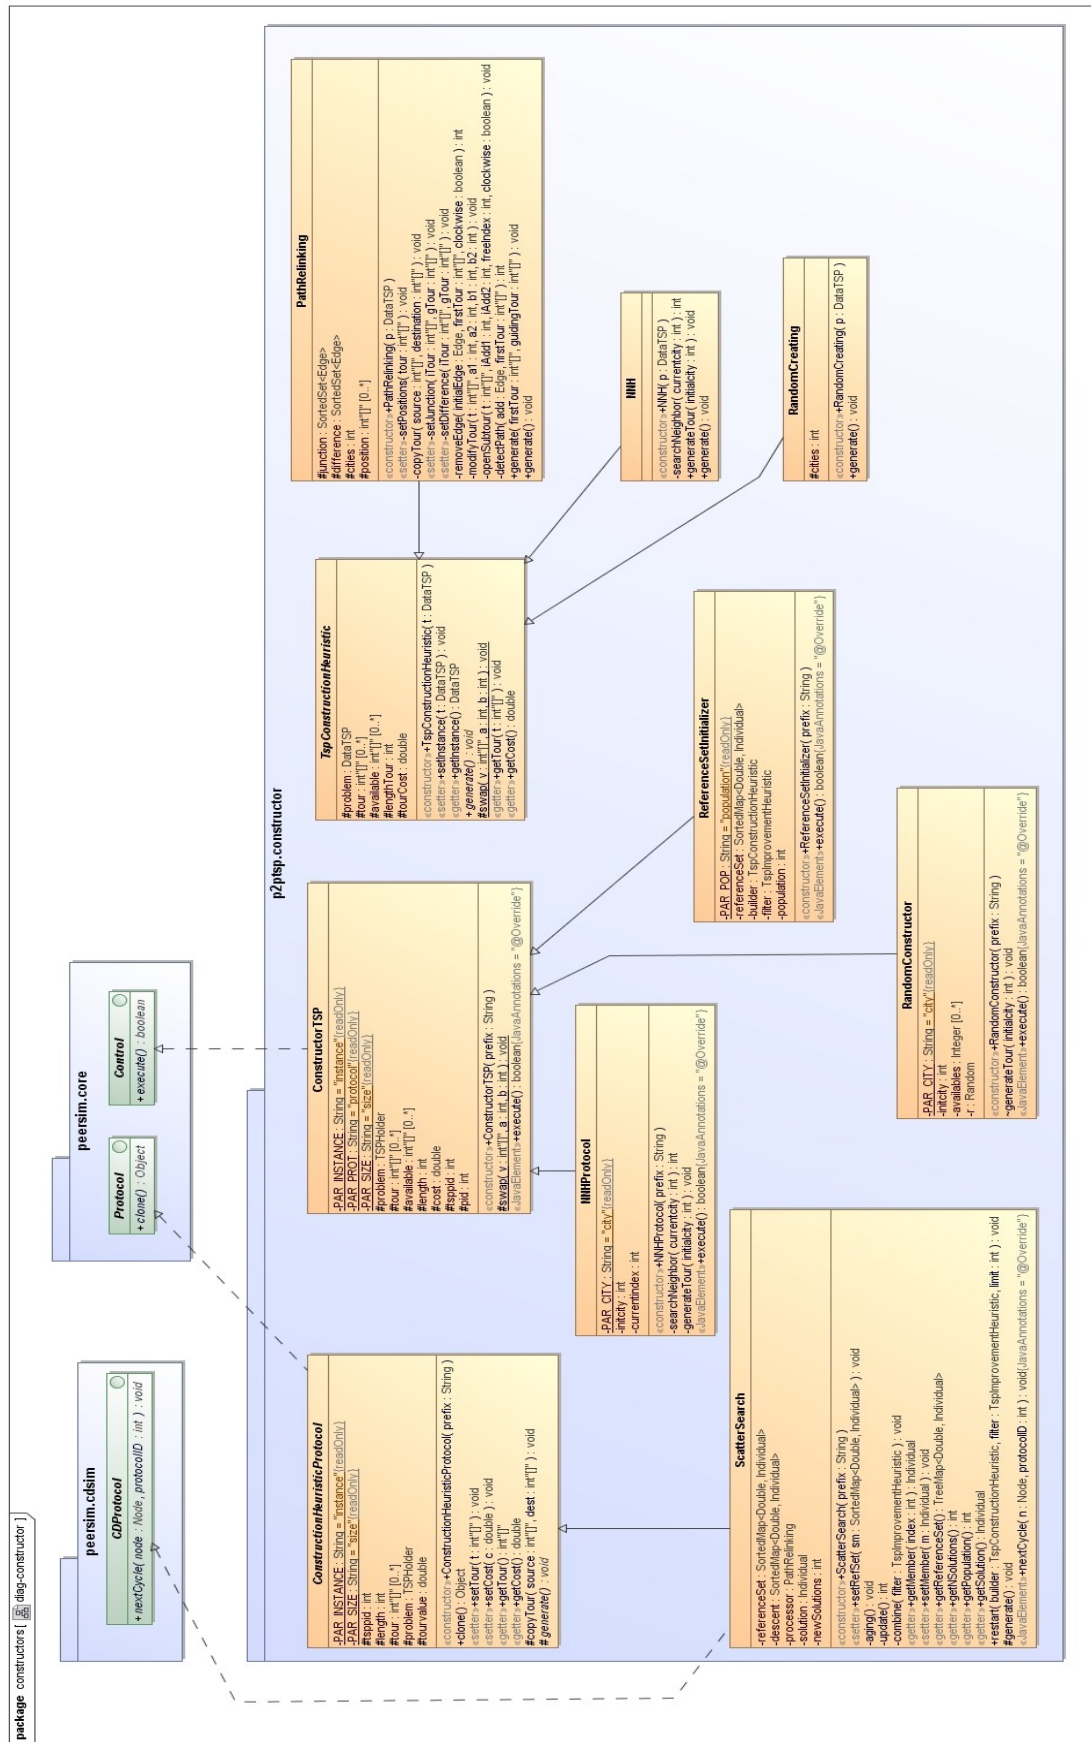 package constructors [ diag-constructor ]
peersim.cdsim
CDProtocol
+nextCycle( node : Node, protocolID : int ) : void
peersim.core
Protocol
+clone() : Object
Control
+execute() : boolean
p2ptsp.constructor
ConstructionHeuristicProtocol
-PAR_INSTANCE : String = "instance"{readOnly}
-PAR_SIZE : String = "size"{readOnly}
#tsppid : int
#length : int
#tour : int"[]" [0..*]
#problem : TSPHolder
#tourvalue : double
«constructor»+ConstructionHeuristicProtocol( prefix : String )
+clone() : Object
«setter»+setTour( t : int"[]" ) : void
«setter»+setCost( c : double ) : void
«getter»+getTour() : int"[]"
«getter»+getCost() : double
#copyTour( source : int"[]", dest : int"[]" ) : void
#generate() : void
ConstructorTSP
-PAR_INSTANCE : String = "instance"{readOnly}
-PAR_PROT : String = "protocol"{readOnly}
-PAR_SIZE : String = "size"{readOnly}
#problem : TSPHolder
#tour : int"[]" [0..*]
#available : int"[]" [0..*]
#length : int
#cost : double
#tsppid : int
#pid : int
«constructor»+ConstructorTSP( prefix : String )
#swap( v : int"[]", a : int, b : int ) : void
«JavaElement»+execute() : boolean{JavaAnnotations = "@Override"}
TspConstructionHeuristic
#problem : DataTSP
#tour : int"[]" [0..*]
#available : int"[]" [0..*]
#lengthTour : int
#tourCost : double
«constructor»+TspConstructionHeuristic( t : DataTSP )
«setter»+setInstance( t : DataTSP ) : void
«getter»+getInstance() : DataTSP
+generate() : void
#swap( v : int"[]", a : int, b : int ) : void
«getter»+getTour( t : int"[]" ) : void
«getter»+getCost() : double
PathRelinking
#junction : SortedSet<Edge>
#difference : SortedSet<Edge>
#cities : int
#position : int"[]" [0..*]
«constructor»+PathRelinking( p : DataTSP )
«setter»-setPositions( tour : int"[]" ) : void
-copyTour( source : int"[]", destination : int"[]" ) : void
«setter»-setJunction( iTour : int"[]", gTour : int"[]" ) : void
«setter»-setDifference( iTour : int"[]", gTour : int"[]" ) : void
-removeEdge( initialEdge : Edge, firstTour : int"[]", clockwise : boolean ) : int
-modifyTour( t : int"[]", a1 : int, a2 : int, b1 : int, b2 : int ) : void
-openSubtour( t : int"[]", iAdd1 : int, iAdd2 : int, freeIndex : int, clockwise : boolean ) : void
-detectPath( add : Edge, firstTour : int"[]" ) : int
+generate( firstTour : int"[]", guidingTour : int"[]" ) : void
+generate() : void
NNHProtocol
-PAR_CITY : String = "city"{readOnly}
-initcity : int
-currentindex : int
«constructor»+NNHProtocol( prefix : String )
-searchNeighbor( currentcity : int ) : int
-generateTour( initialcity : int ) : void
«JavaElement»+execute() : boolean{JavaAnnotations = "@Override"}
NNH
«constructor»+NNH( p : DataTSP )
-searchNeighbor( currentcity : int ) : int
+generateTour( initialcity : int ) : void
+generate() : void
ReferenceSetInitializer
-PAR_POP : String = "population"{readOnly}
-referenceSet : SortedMap<Double, Individual>
-builder : TspConstructionHeuristic
-filter : TspImprovementHeuristic
-population : int
«constructor»+ReferenceSetInitializer( prefix : String )
«JavaElement»+execute() : boolean{JavaAnnotations = "@Override"}
ScatterSearch
-referenceSet : SortedMap<Double, Individual>
-descent : SortedMap<Double, Individual>
-processor : PathRelinking
-solution : Individual
-newSolutions : int
«constructor»+ScatterSearch( prefix : String )
«setter»+setRefSet( sm : SortedMap<Double, Individual> ) : void
-aging() : void
-update() : int
-combine( filter : TspImprovementHeuristic ) : void
«getter»+getMember( index : int ) : Individual
«setter»+setMember( m : Individual ) : void
«getter»+getReferenceSet() : TreeMap<Double, Individual>
«getter»+getNSolutions() : int
«getter»+getPopulation() : int
«getter»+getSolution() : Individual
+restart( builder : TspConstructionHeuristic, filter : TspImprovementHeuristic, limit : int ) : void
#generate() : void
«JavaElement»+nextCycle( n : Node, protocolID : int ) : void{JavaAnnotations = "@Override"}
RandomCreating
#cities : int
«constructor»+RandomCreating( p : DataTSP )
+generate() : void
RandomConstructor
-PAR_CITY : String = "city"{readOnly}
-initcity : int
-availables : Integer [0..*]
-r : Random
«constructor»+RandomConstructor( prefix : String )
~generateTour( initialcity : int ) : void
«JavaElement»+execute() : boolean{JavaAnnotations = "@Override"}